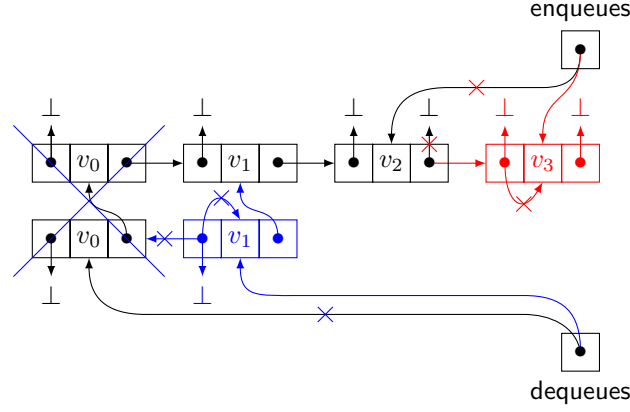 enqueues
⊥ ⊥ ⊥ ⊥ ⊥ ⊥
v₀ v₁ v₂ v₃
v₀ v₁
⊥ ⊥
dequeues